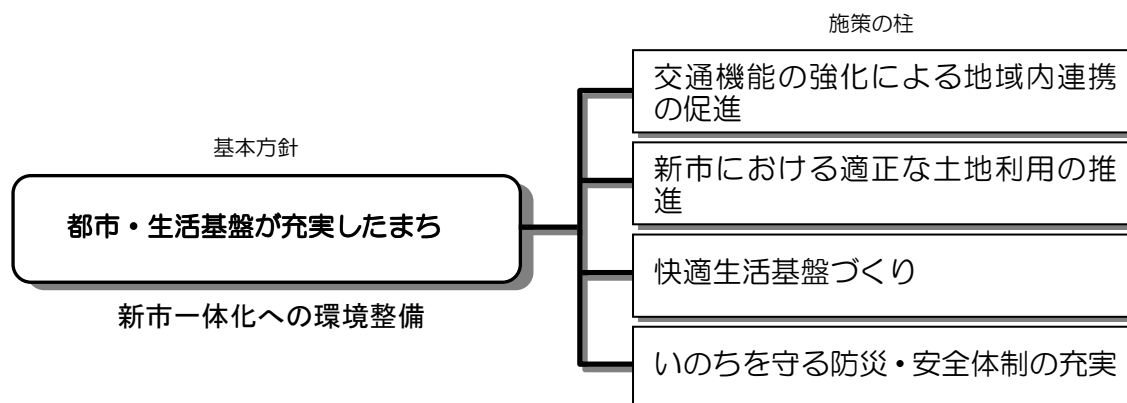 施策の柱
交通機能の強化による地域内連携
の促進
基本方針
新市における適正な土地利用の推
進
都市・生活基盤が充実したまち
快適生活基盤づくり
新市一体化への環境整備
いのちを守る防災・安全体制の充実